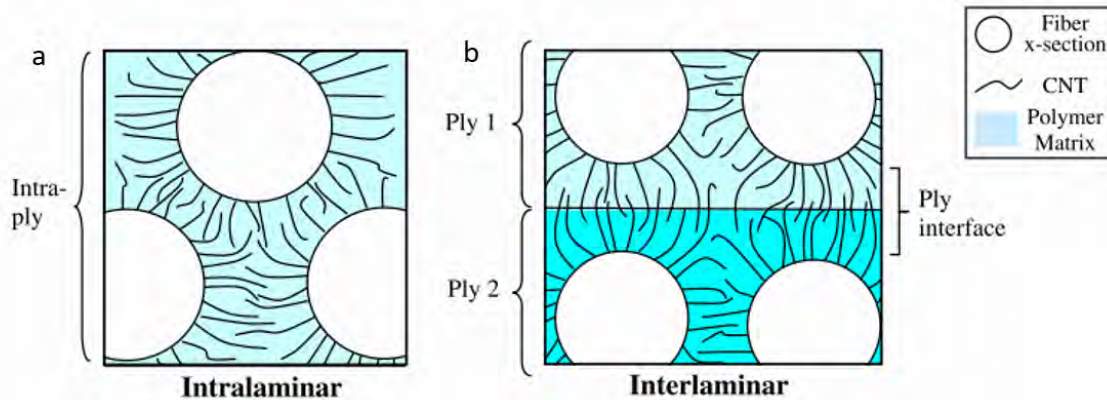 a
Intra-
ply
Intralaminar
b
Ply 1
Ply 2
Ply
interface
Interlaminar
Fiber
x-section
CNT
Polymer
Matrix